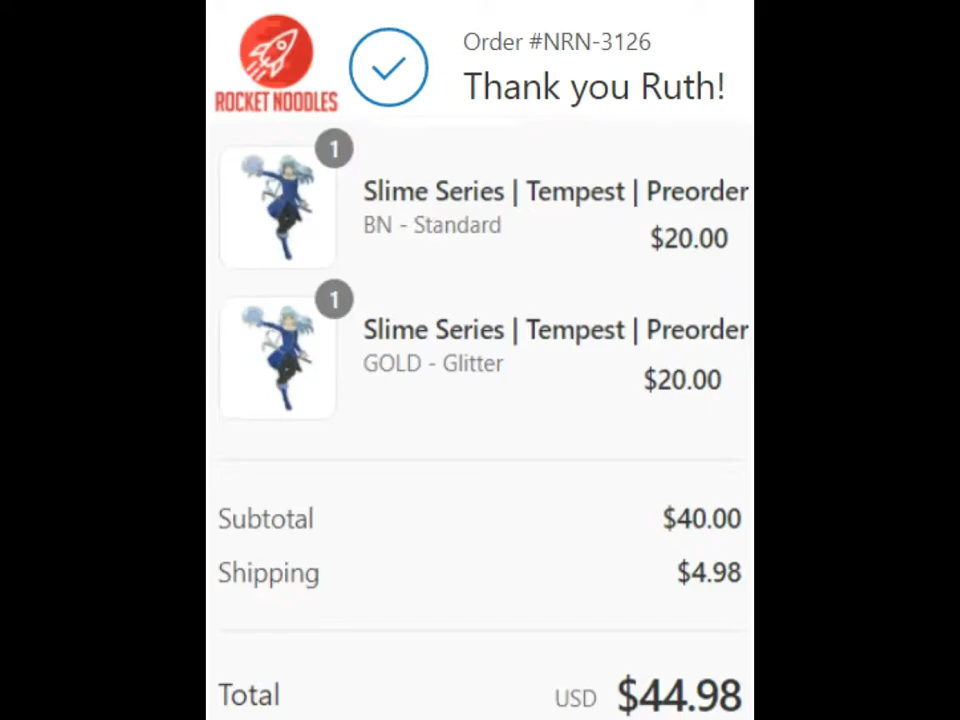 ROCKET NOODLES
Order #NRN-3126
Thank you Ruth!
1
Slime Series | Tempest | Preorder
BN - Standard
$20.00
1
Slime Series | Tempest | Preorder
GOLD - Glitter
$20.00
Subtotal $40.00
Shipping $4.98
Total USD $44.98